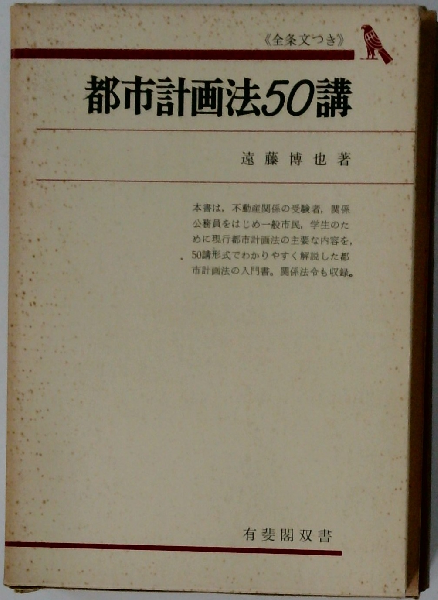 《全条文つき》
都市計画法50講
遠藤博也著
本書は，不動産関係の受験者，関係
公務員をはじめ一般市民，学生のた
めに現行都市計画法の主要な内容を，
50講形式でわかりやすく解説した都
市計画法の入門書。関係法令も収録。
有斐閣双書